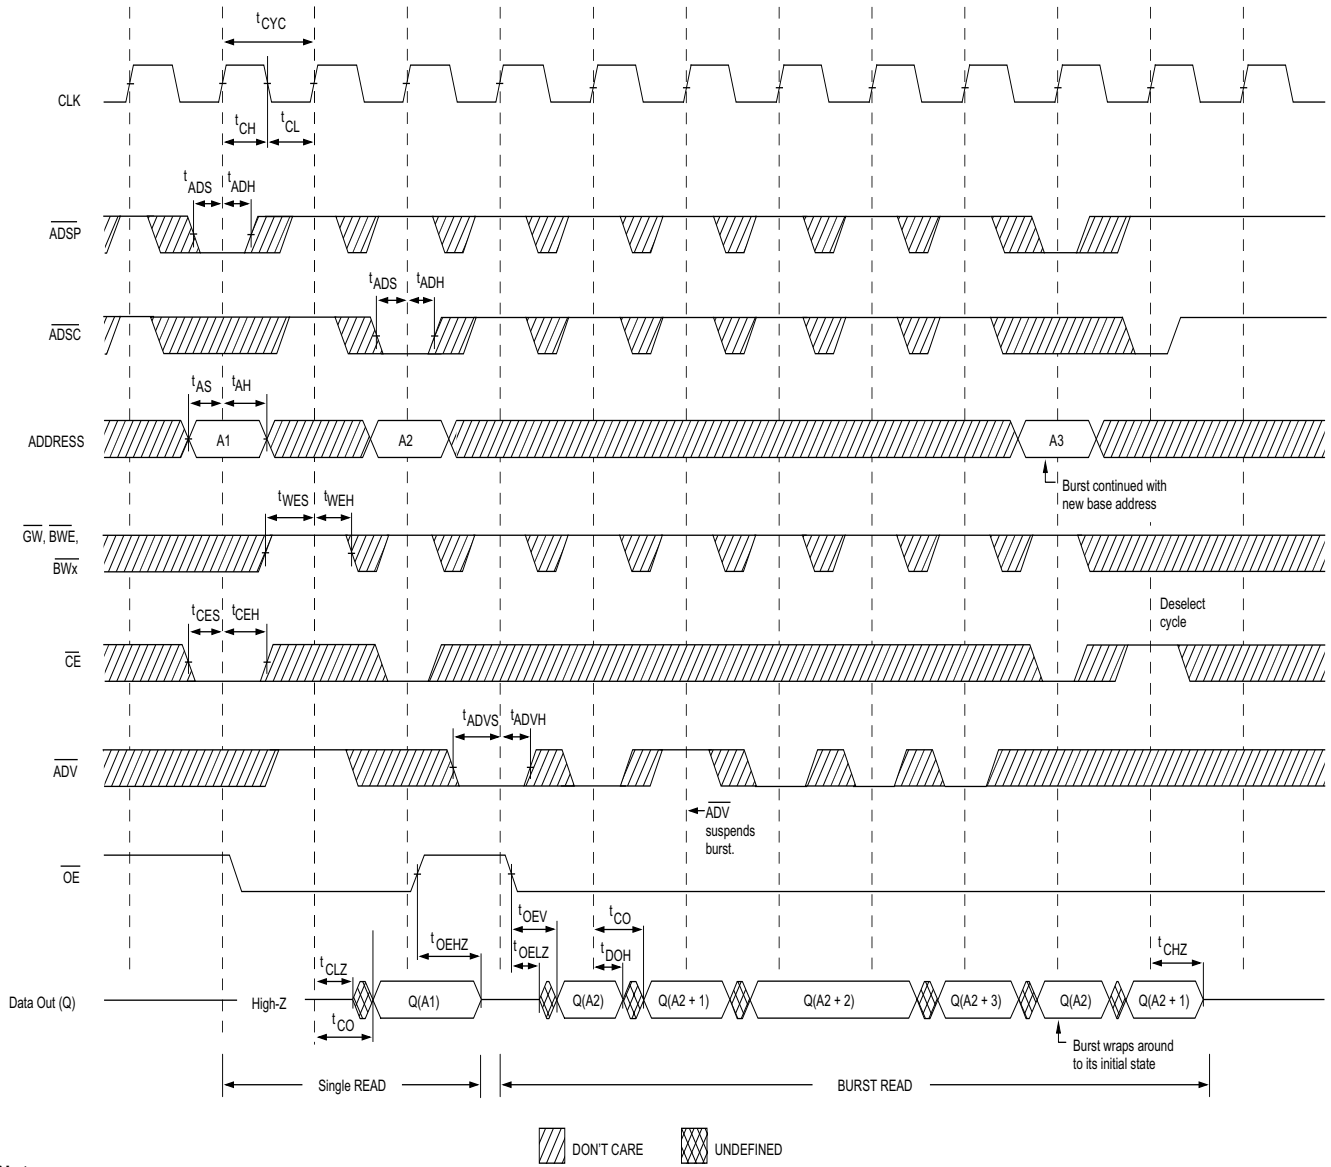 tCYC
CLK
tCH
tCL
tADS
tADH
ADSP
tADS
tADH
ADSC
tAS
tAH
ADDRESS
A1
A2
A3
Burst continued with
new base address
tWES
tWEH
GW, BWE,
BWx
Deselect
cycle
tCES
tCEH
CE
tADVS
tADVH
ADV
ADV
suspends
burst.
OE
tOEHZ
tOEV
tOELZ
tCO
tDOH
tCHZ
tCLZ
Data Out (Q)
High-Z
Q(A1)
Q(A2)
Q(A2 + 1)
Q(A2 + 2)
Q(A2 + 3)
Q(A2)
Q(A2 + 1)
tCO
Burst wraps around
to its initial state
Single READ
BURST READ
DON'T CARE
UNDEFINED